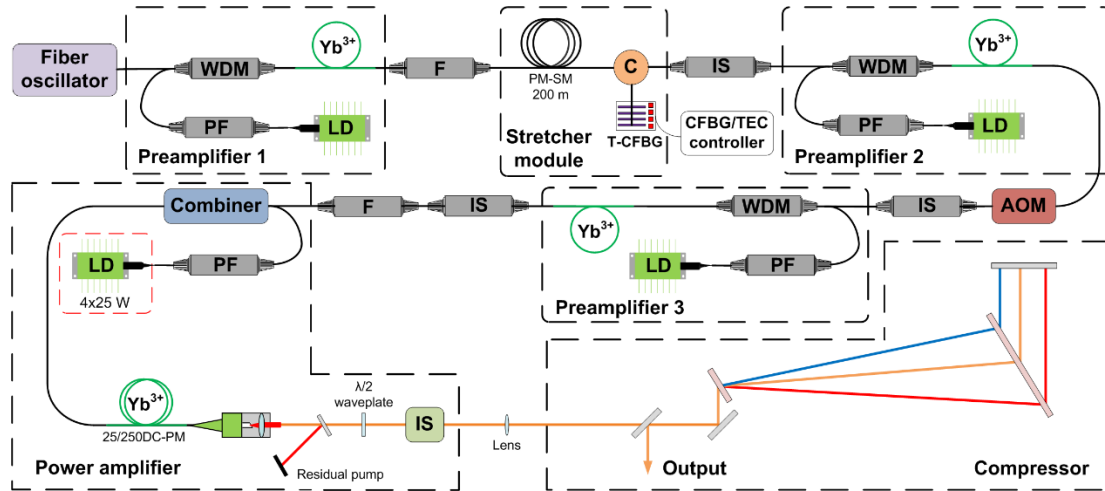 Fiber
oscillator
WDM
Yb3+
PF
LD
Preamplifier 1
F
PM-SM
200 m
C
T-CFBG
Stretcher
module
CFBG/TEC
controller
IS
WDM
Yb3+
PF
LD
Preamplifier 2
Combiner
LD
PF
4x25 W
F
IS
Yb3+
WDM
LD
PF
Preamplifier 3
IS
AOM
Yb3+
25/250DC-PM
Power amplifier
λ/2
waveplate
IS
Residual pump
Lens
Output
Compressor